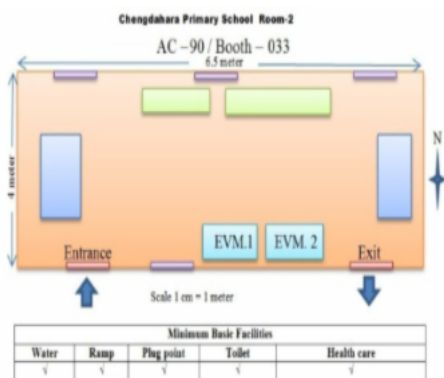 Chengdahara Primary School Room-2
AC – 90 / Booth – 033
6.5 meter
4 meter
N
EVM.1 EVM. 2
Entrance Exit
Scale 1 cm = 1 meter
Minimum Basic Facilities
Water Ramp Plug point Toilet Health care
√ √ √ √ √